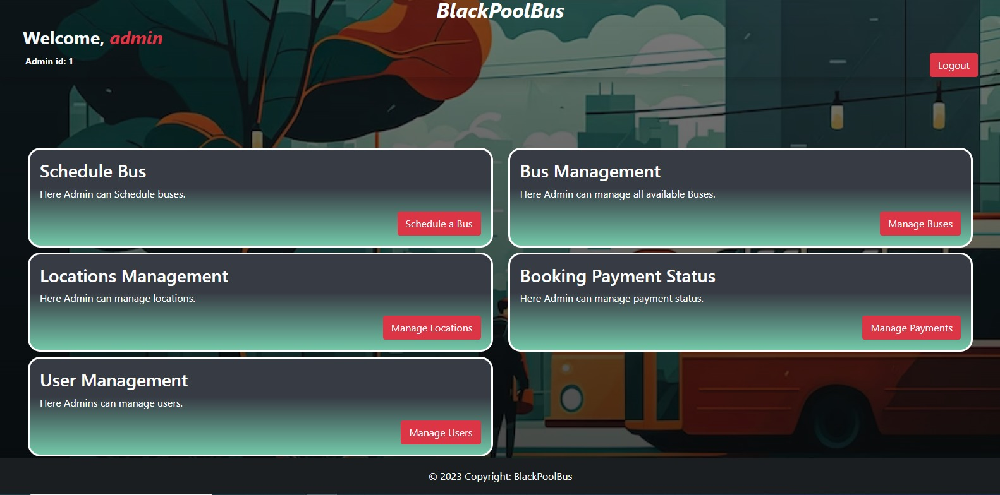 BlackPoolBus
Welcome, admin
Admin id: 1
Logout
Schedule Bus
Here Admin can Schedule buses.
Schedule a Bus
Bus Management
Here Admin can manage all available Buses.
Manage Buses
Locations Management
Here Admin can manage locations.
Manage Locations
Booking Payment Status
Here Admin can manage payment status.
Manage Payments
User Management
Here Admins can manage users.
Manage Users
© 2023 Copyright: BlackPoolBus